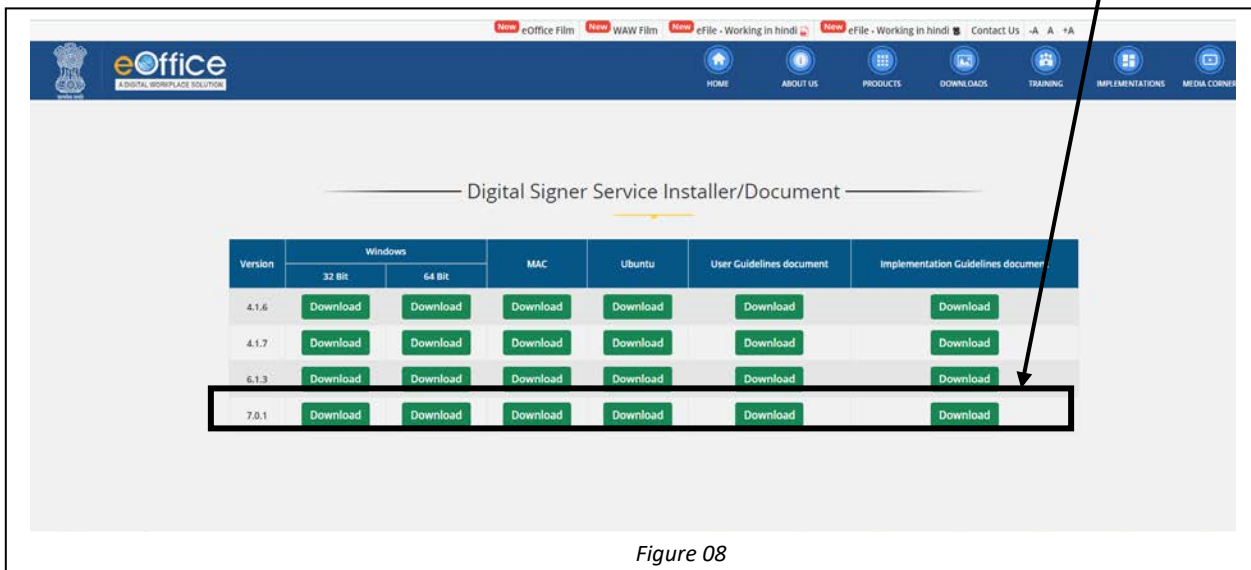 New eOffice Film New WAW Film New eFile - Working in hindi New eFile - Working in hindi Contact Us -A A +A
eOffice
A DIGITAL WORKPLACE SOLUTION
HOME ABOUT US PRODUCTS DOWNLOADS TRAINING IMPLEMENTATIONS MEDIA CORNER
Digital Signer Service Installer/Document
Version Windows MAC Ubuntu User Guidelines document Implementation Guidelines document
32 Bit 64 Bit
4.1.6 Download Download Download Download Download Download
4.1.7 Download Download Download Download Download Download
6.1.3 Download Download Download Download Download Download
7.0.1 Download Download Download Download Download Download
Figure 08